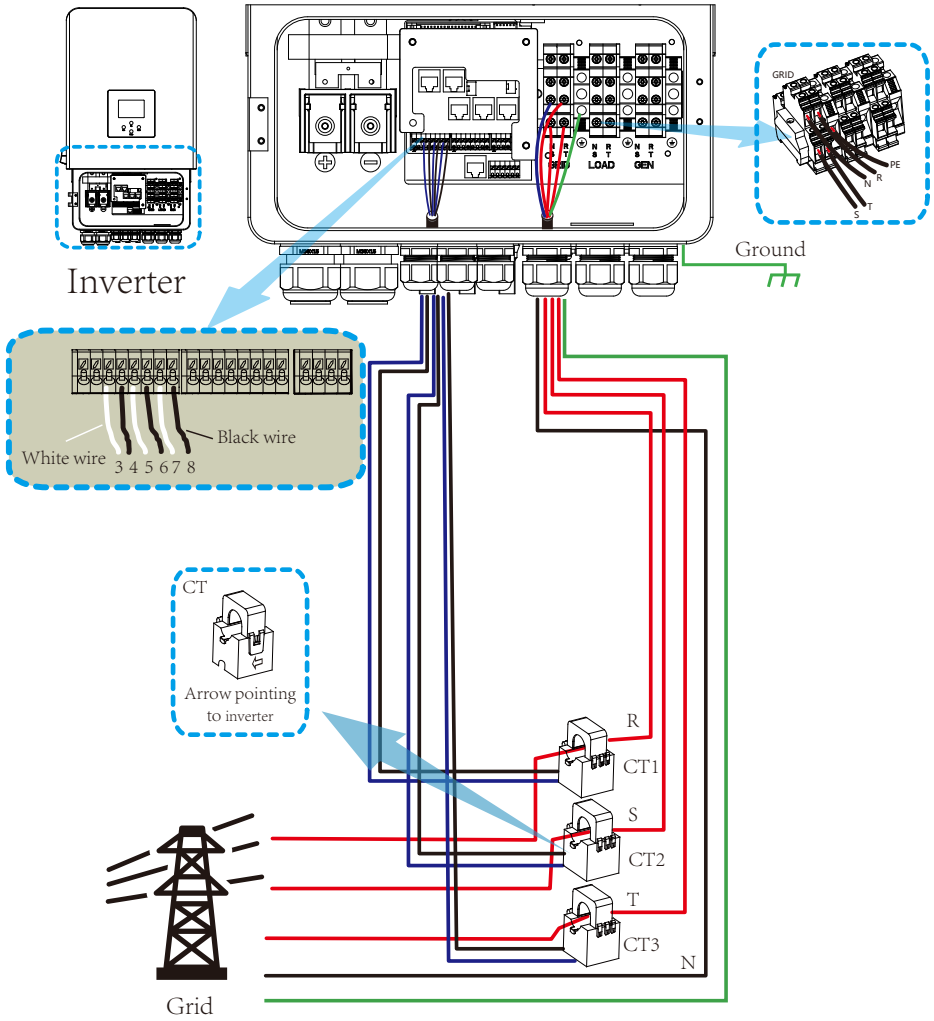 GRID
PE
R
N
T
S
N R N R N R
S T S T S T
GRID LOAD GEN
Ground
Inverter
White wire
3 4 5 6 7 8
Black wire
CT
Arrow pointing
to inverter
R
CT1
S
CT2
T
CT3
N
Grid